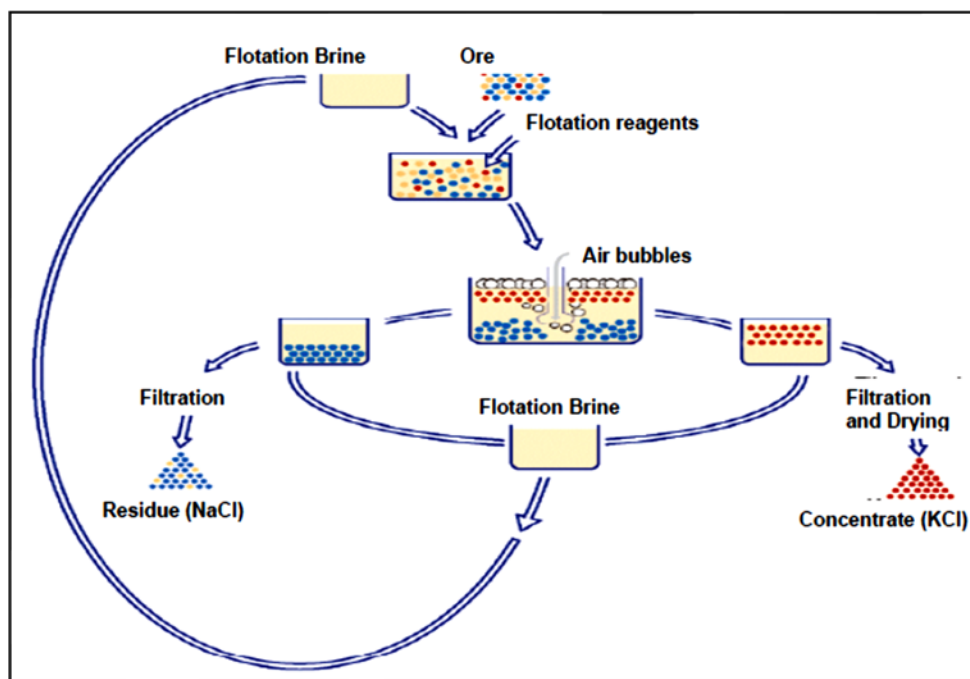 Flotation Brine
Ore
Flotation reagents
Air bubbles
Filtration
Flotation Brine
Filtration
and Drying
Residue (NaCl)
Concentrate (KCl)